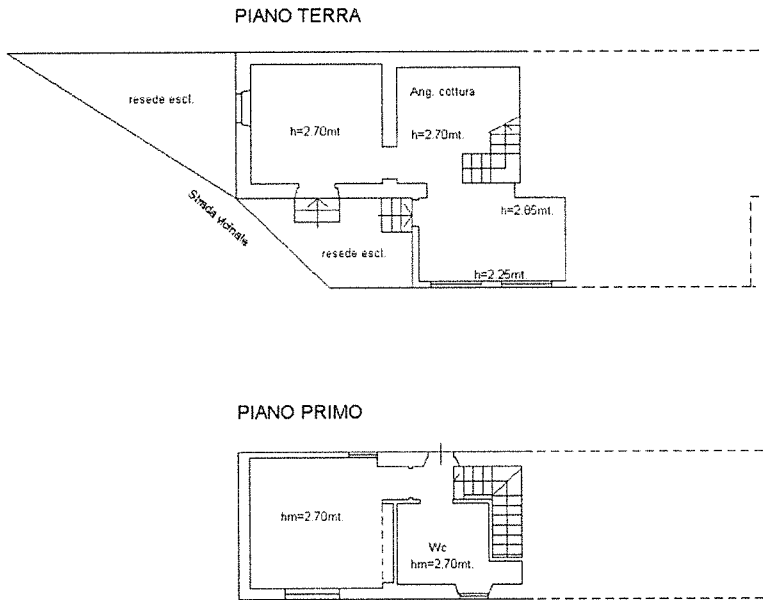 PIANO TERRA
resede escl.
Ang. cottura
h=2.70mt
h=2.70mt.
Strada vicinale
h=2.85mt.
resede escl.
h=2.25mt.
PIANO PRIMO
hm=2.70mt.
Wc
hm=2.70mt.